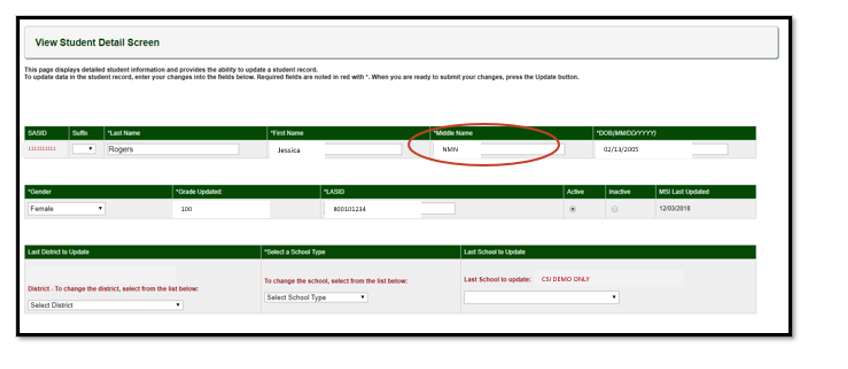 View Student Detail Screen
This page displays detailed student information and provides the ability to update a student record.
To update data in the student record, enter your changes into the fields below. Required fields are noted in red with *. When you are ready to submit your changes, press the Update button.
SASID Suffix *Last Name *First Name *Middle Name *DOB(MM/DD/YYYY)
Rogers Jessica NMN 02/13/2005
*Gender *Grade Updated: *LASID Active Inactive MSI Last Updated
Female 100 800101234 12/03/2018
Last District to Update *Select a School Type Last School to Update
District - To change the district, select from the list below: To change the school, select from the list below: Last School to update: CSI DEMO ONLY
Select District Select School Type